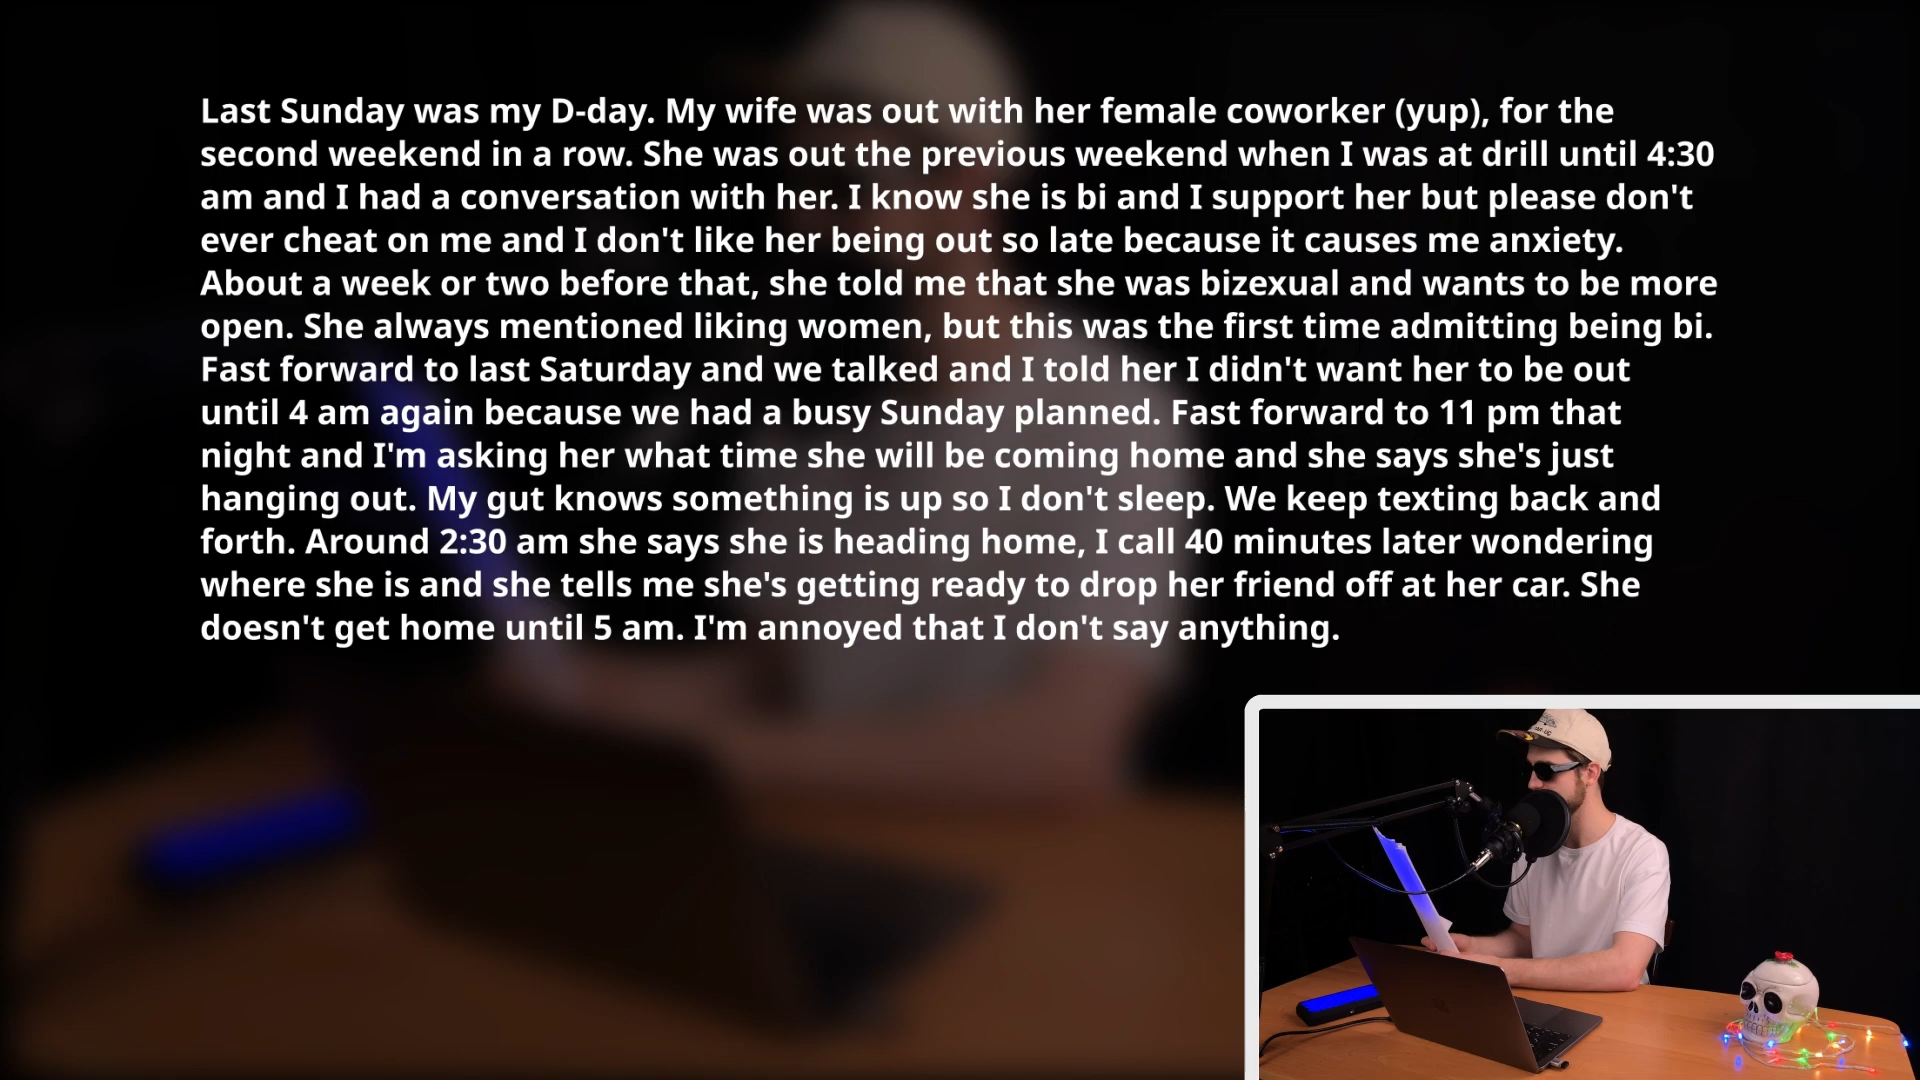 Last Sunday was my D-day. My wife was out with her female coworker (yup), for the
second weekend in a row. She was out the previous weekend when I was at drill until 4:30
am and I had a conversation with her. I know she is bi and I support her but please don't
ever cheat on me and I don't like her being out so late because it causes me anxiety.
About a week or two before that, she told me that she was bizexual and wants to be more
open. She always mentioned liking women, but this was the first time admitting being bi.
Fast forward to last Saturday and we talked and I told her I didn't want her to be out
until 4 am again because we had a busy Sunday planned. Fast forward to 11 pm that
night and I'm asking her what time she will be coming home and she says she's just
hanging out. My gut knows something is up so I don't sleep. We keep texting back and
forth. Around 2:30 am she says she is heading home, I call 40 minutes later wondering
where she is and she tells me she's getting ready to drop her friend off at her car. She
doesn't get home until 5 am. I'm annoyed that I don't say anything.